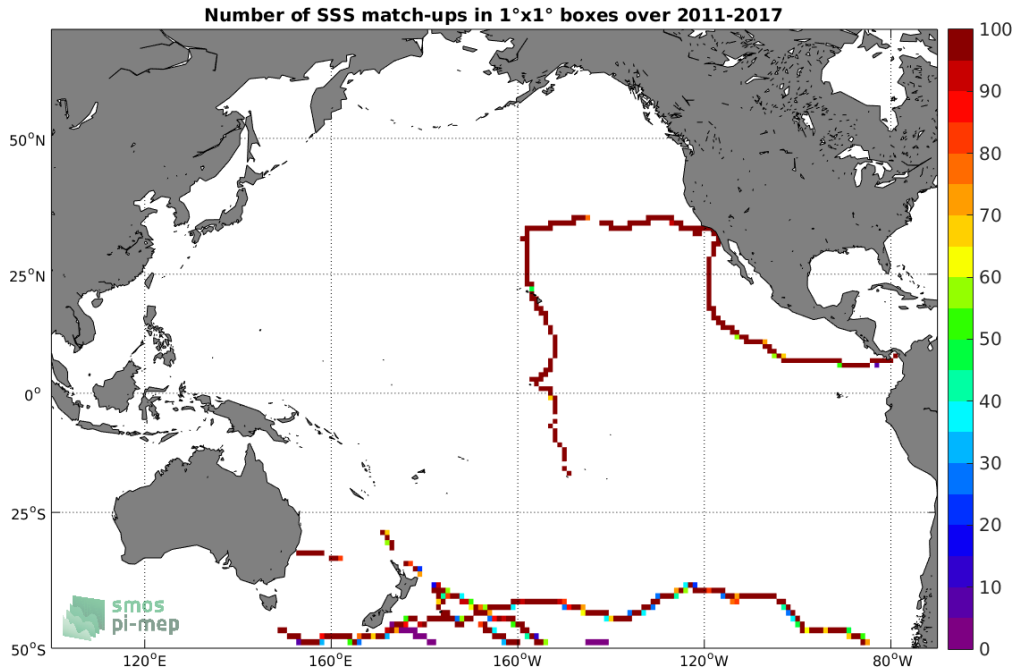 Number of SSS match-ups in 1°x1° boxes over 2011-2017
100
90
80
70
60
50
40
30
20
10
0
50°N
25°N
0°
25°S
50°S
120°E
160°E
160°W
120°W
80°W
smos
pi-mep